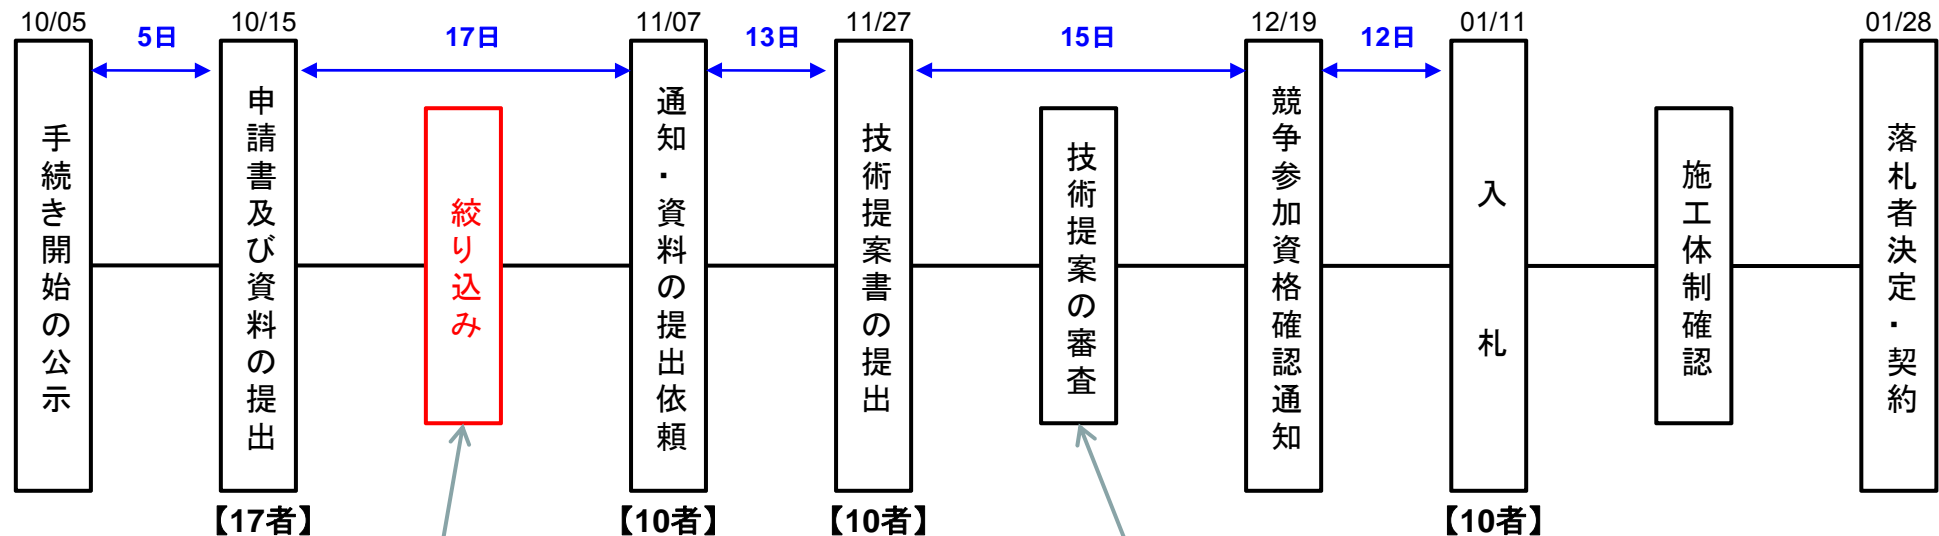 10/05
10/15
11/07
11/27
12/19
01/11
01/28
5日
17日
13日
15日
12日
手続き開始の公示
申請書及び資料の提出
絞り込み
通知・資料の提出依頼
技術提案書の提出
技術提案の審査
競争参加資格確認通知
入札
施工体制確認
落札者決定・契約
【17者】
【10者】
【10者】
【10者】